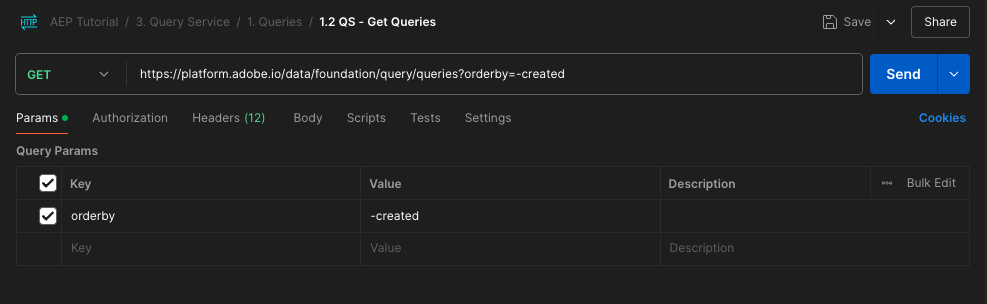 HTTP AEP Tutorial / 3. Query Service / 1. Queries / 1.2 QS - Get Queries Save Share
GET https://platform.adobe.io/data/foundation/query/queries?orderby=-created Send
Params Authorization Headers (12) Body Scripts Tests Settings Cookies
Query Params
Key Value Description Bulk Edit
orderby -created
Key Value Description